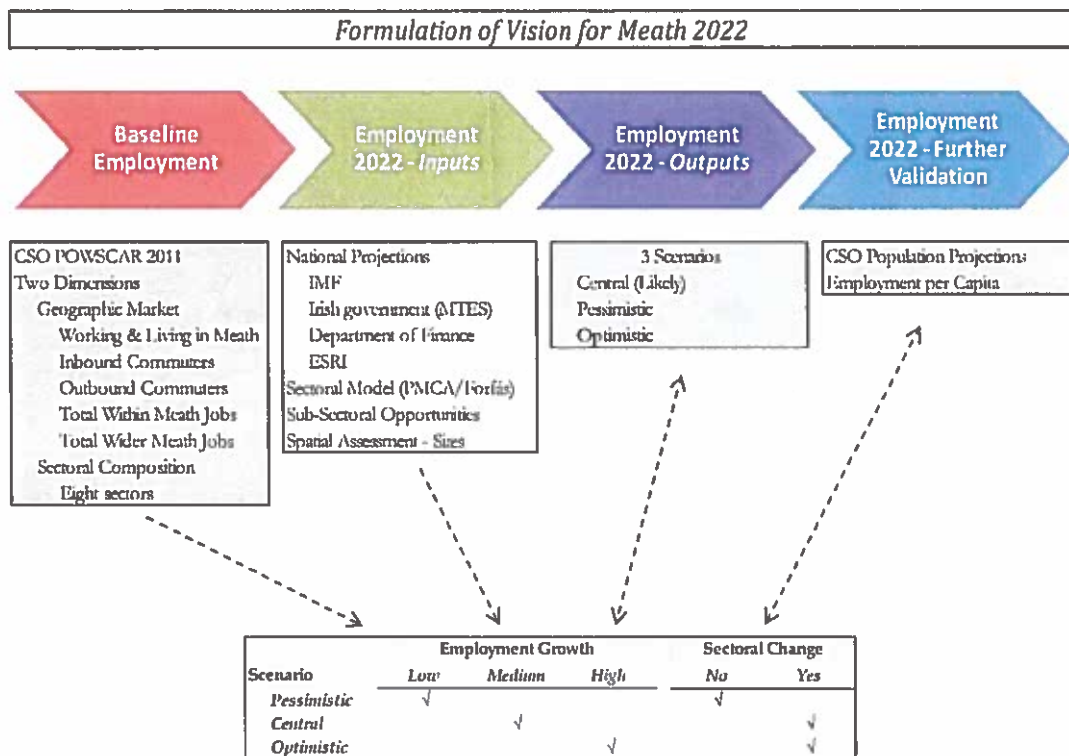 Formulation of Vision for Meath 2022
Baseline
Employment
Employment
2022 - Inputs
Employment
2022 - Outputs
Employment
2022 - Further
Validation
CSO POWSCAR 2011
Two Dimensions
Geographic Market
Working & Living in Meath
Inbound Commuters
Outbound Commuters
Total Within Meath Jobs
Total Wider Meath Jobs
Sectoral Composition
Eight sectors
National Projections
IMF
Irish government (MTES)
Department of Finance
ESRI
Sectoral Model (PMCA/Forfás)
Sub-Sectoral Opportunities
Spatial Assessment - Sizes
3 Scenarios
Central (Likely)
Pessimistic
Optimistic
CSO Population Projections
Employment per Capita
Employment Growth Sectoral Change
Scenario Low Medium High No Yes
Pessimistic √ √
Central √ √
Optimistic √ √